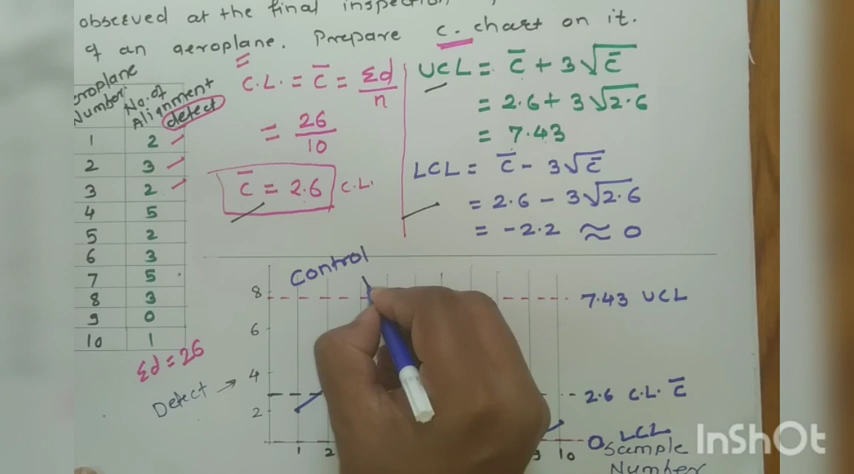 observed at the final inspection
of an aeroplane. Prepare c. chart on it.
eroplane Number
No. of Alignment defect
1 2
2 3
3 2
4 5
5 2
6 3
7 5
8 3
9 0
10 1
Σd = 26
C.L. = c̄ = Σd/n
= 26/10
c̄ = 2.6 C.L.
UCL = c̄ + 3√c̄
= 2.6 + 3√2.6
= 7.43
LCL = c̄ - 3√c̄
= 2.6 - 3√2.6
= -2.2 ≈ 0
Control
8
6
4
2
Defect →
1 2 9 10
7.43 UCL
2.6 C.L. c̄
0 LCL
Sample
Number
InShOt